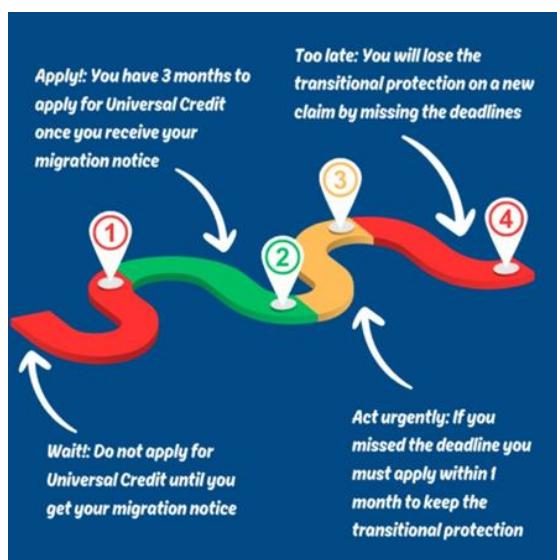 Apply!: You have 3 months to
apply for Universal Credit
once you receive your
migration notice
Too late: You will lose the
transitional protection on a new
claim by missing the deadlines
1
2
3
4
Wait!: Do not apply for
Universal Credit until you
get your migration notice
Act urgently: If you
missed the deadline you
must apply within 1
month to keep the
transitional protection